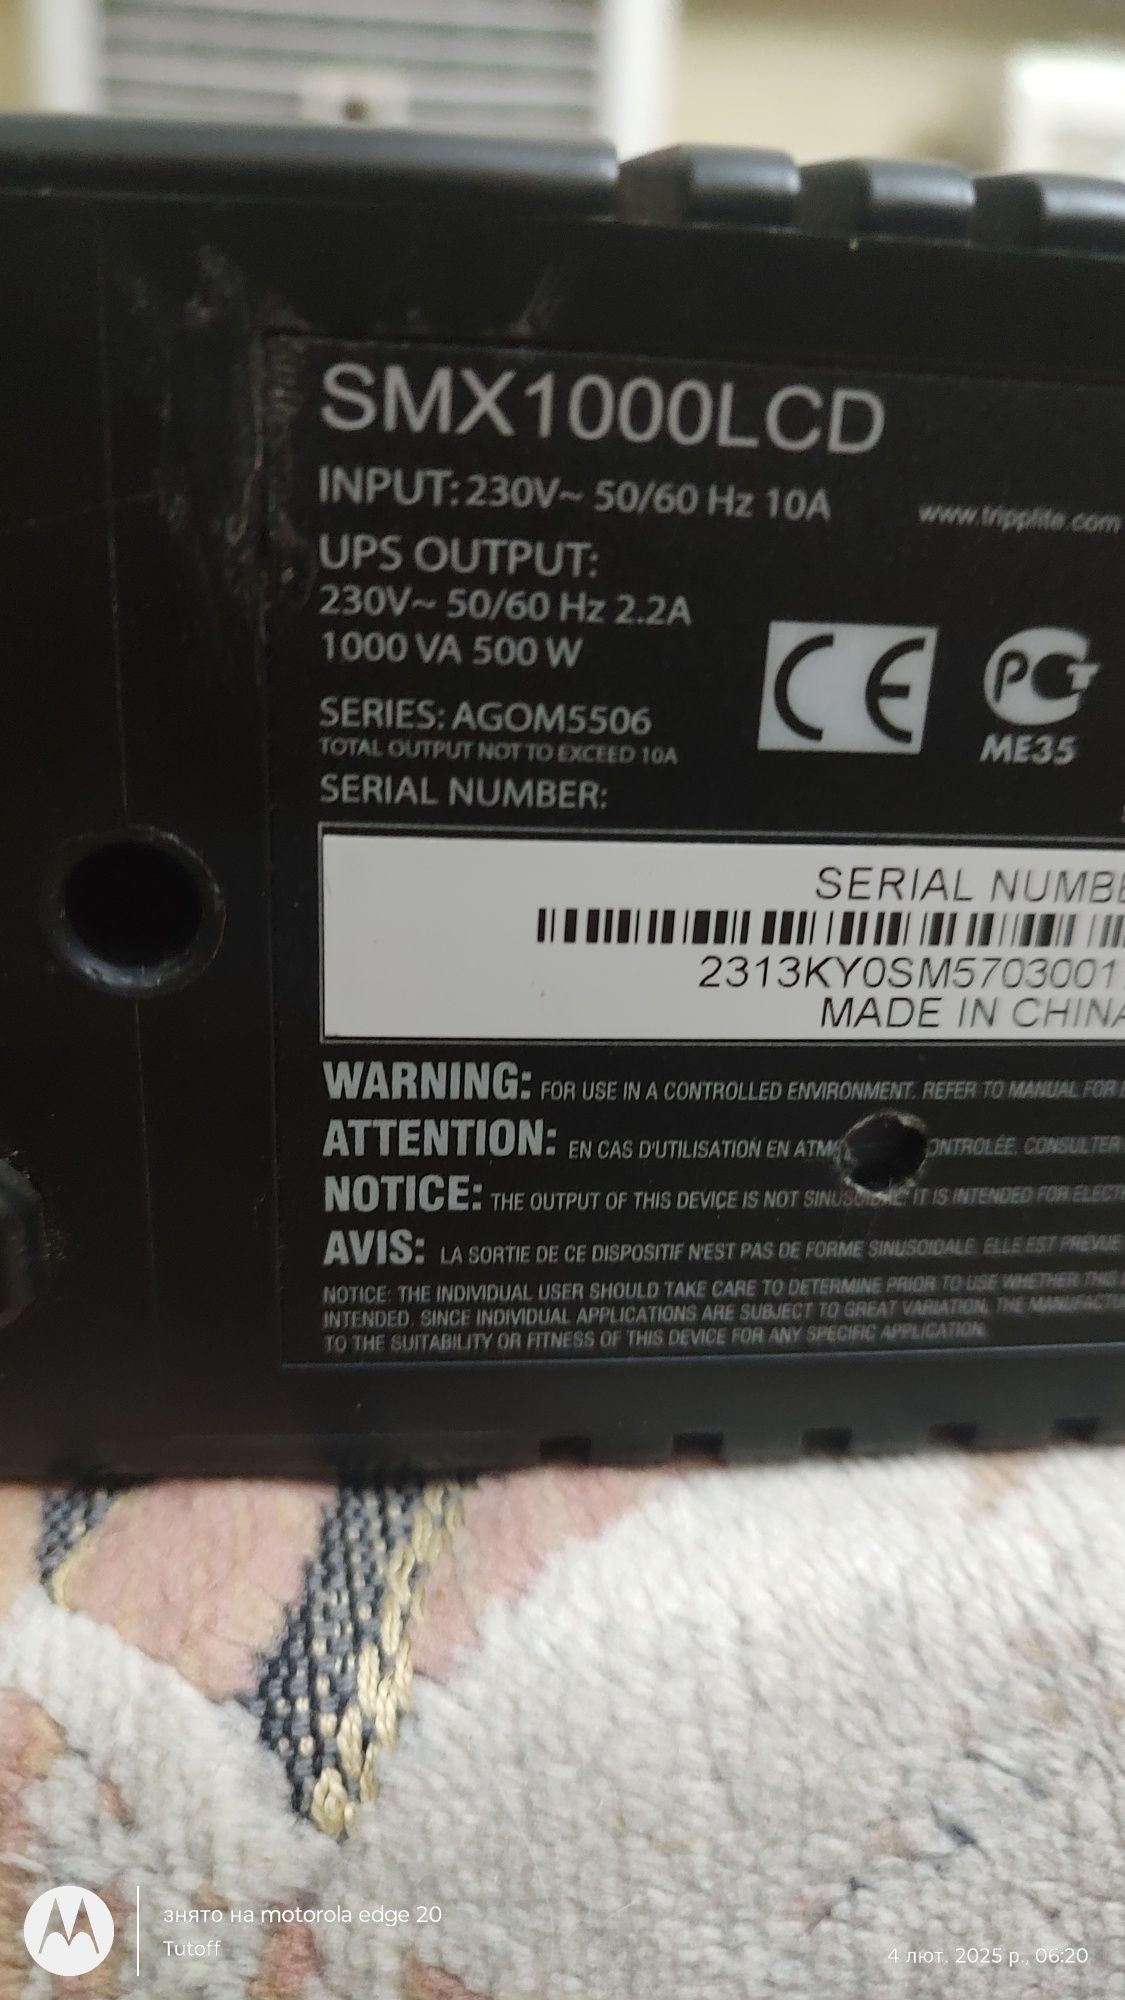 SMX1000LCD
INPUT: 230V~ 50/60 Hz 10A
www.tripplite.com
UPS OUTPUT:
230V~ 50/60 Hz 2.2A
1000 VA 500 W
SERIES: AGOM5506
TOTAL OUTPUT NOT TO EXCEED 10A
SERIAL NUMBER:
CE
PCT
ME35
SERIAL NUMBE
2313KY0SM5703001
MADE IN CHINA
WARNING: FOR USE IN A CONTROLLED ENVIRONMENT. REFER TO MANUAL FOR
ATTENTION: EN CAS D'UTILISATION EN ATM ONTROLÉE. CONSULTER
NOTICE: THE OUTPUT OF THIS DEVICE IS NOT SINUSOIDAL. IT IS INTENDED FOR ELECT
AVIS: LA SORTIE DE CE DISPOSITIF N'EST PAS DE FORME SINUSOIDALE. ELLE EST PREVUE
NOTICE: THE INDIVIDUAL USER SHOULD TAKE CARE TO DETERMINE PRIOR TO USE WHETHER THIS
INTENDED. SINCE INDIVIDUAL APPLICATIONS ARE SUBJECT TO GREAT VARIATION, THE MANUFACTU
TO THE SUITABILITY OR FITNESS OF THIS DEVICE FOR ANY SPECIFIC APPLICATION.
знято на motorola edge 20
Tutoff
4 лют. 2025 р., 06:20